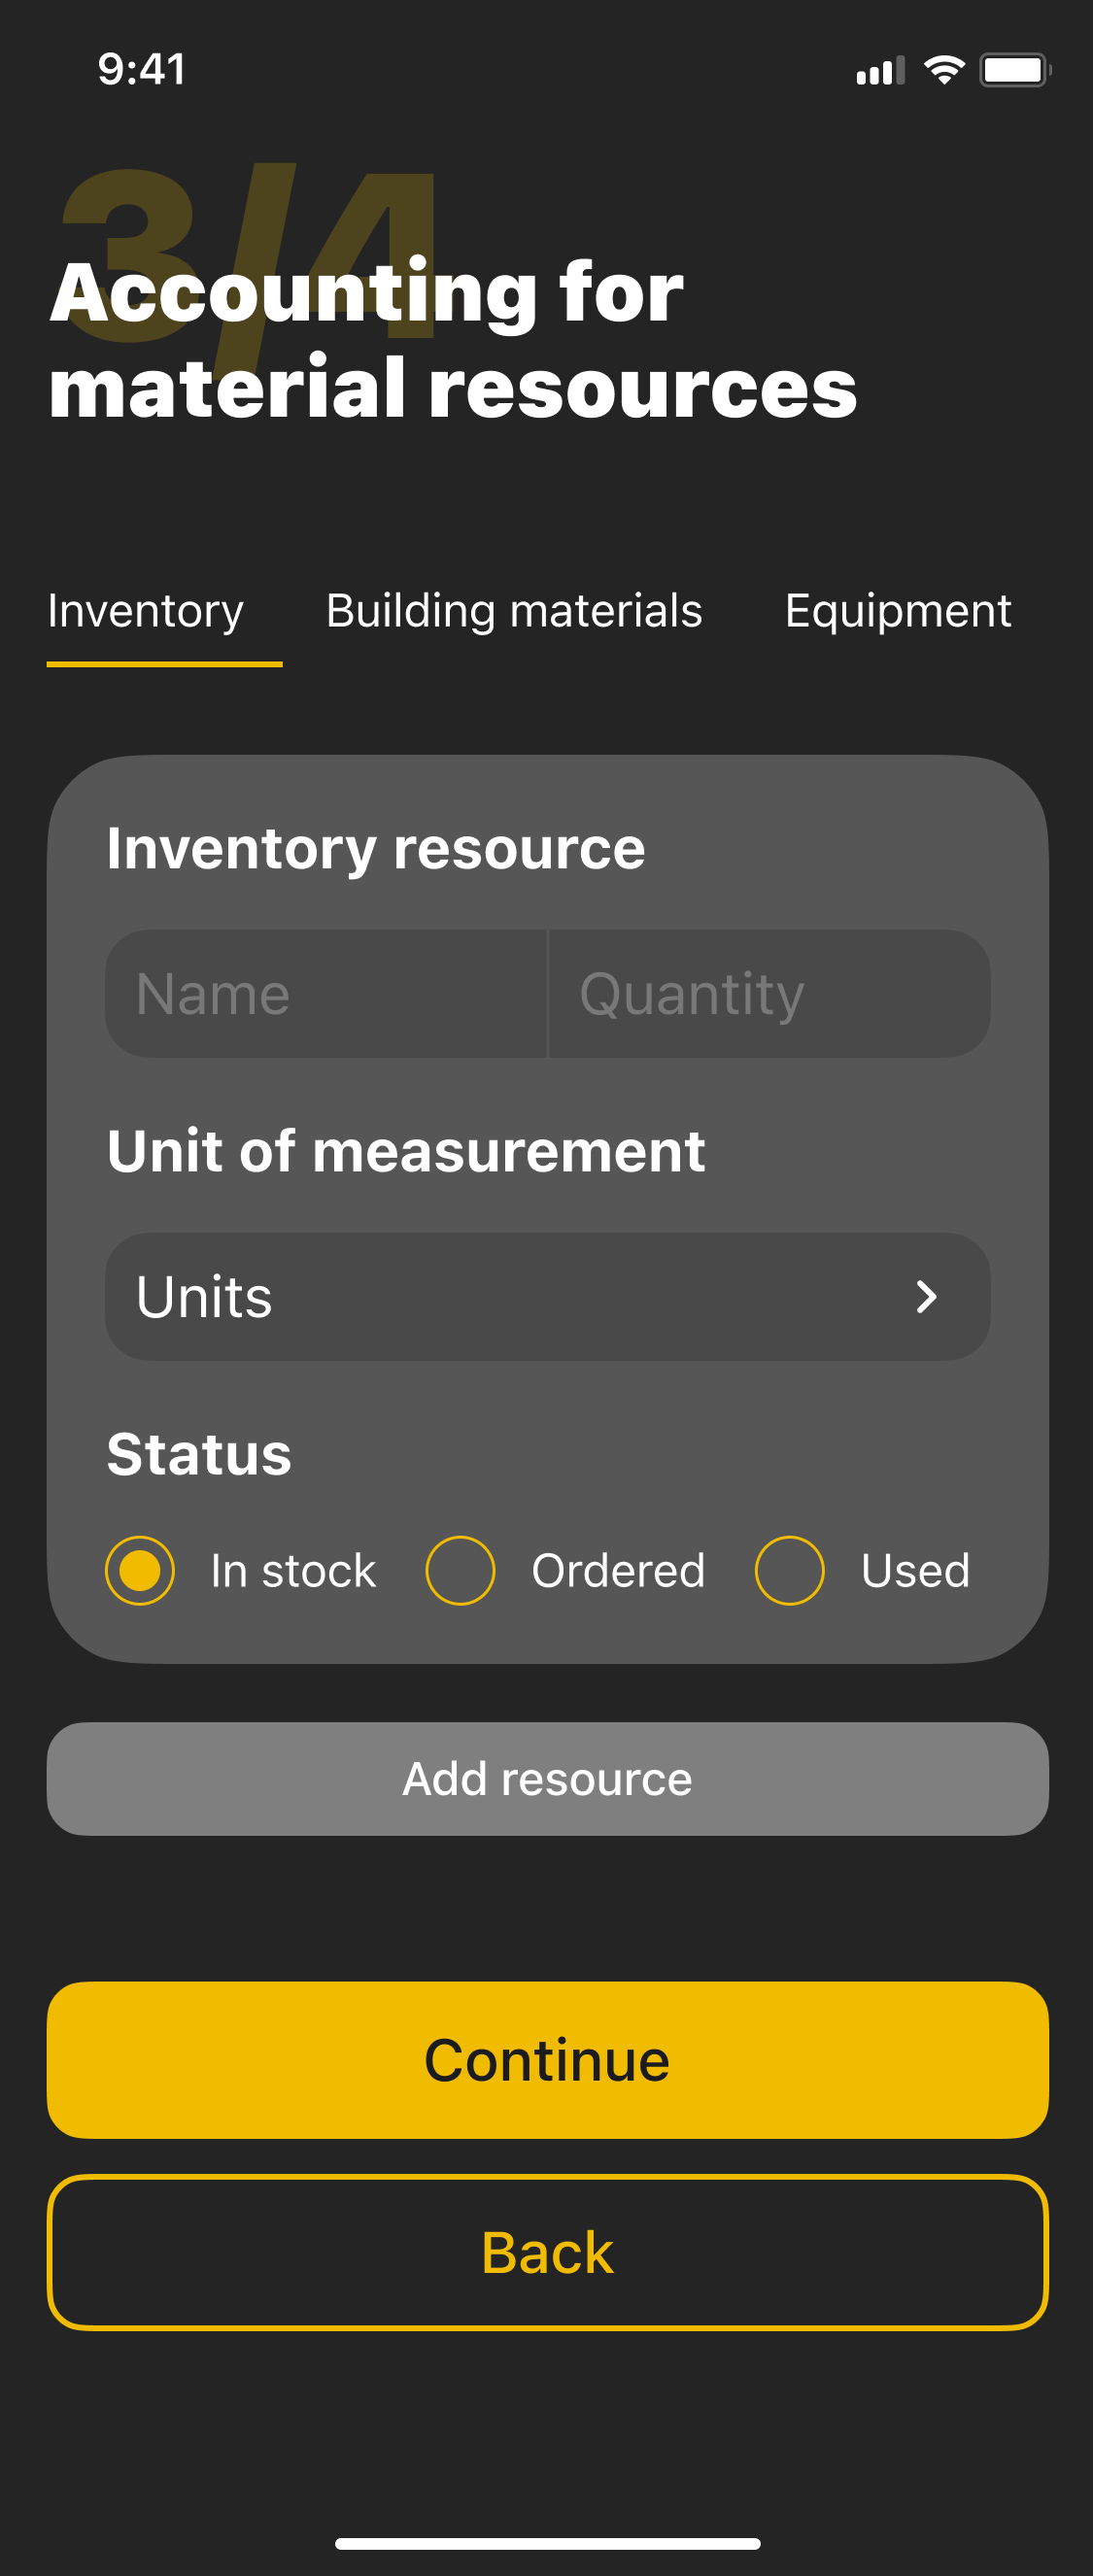 9:41
3/4
Accounting for
material resources
Inventory Building materials Equipment
Inventory resource
Name Quantity
Unit of measurement
Units
Status
In stock Ordered Used
Add resource
Continue
Back